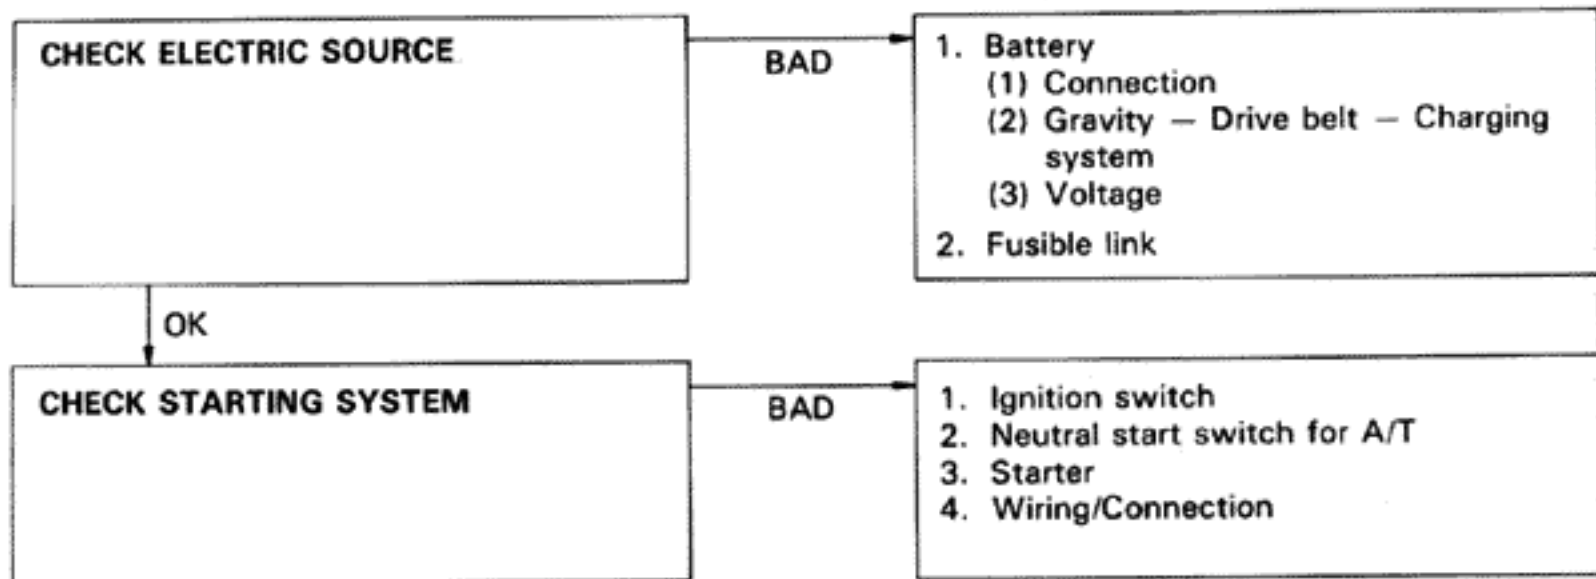 CHECK ELECTRIC SOURCE
BAD
1. Battery
(1) Connection
(2) Gravity — Drive belt — Charging
system
(3) Voltage
2. Fusible link
OK
CHECK STARTING SYSTEM
BAD
1. Ignition switch
2. Neutral start switch for A/T
3. Starter
4. Wiring/Connection